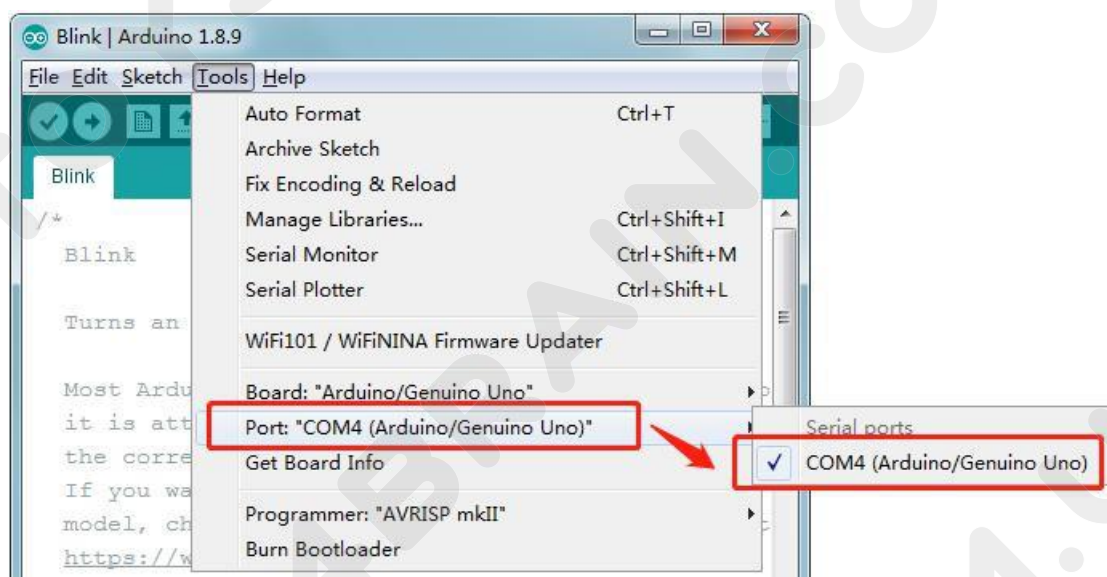 Blink | Arduino 1.8.9
File Edit Sketch Tools Help
Blink
Auto Format Ctrl+T
Archive Sketch
Fix Encoding & Reload
Manage Libraries... Ctrl+Shift+I
Serial Monitor Ctrl+Shift+M
Serial Plotter Ctrl+Shift+L
WiFi101 / WiFiNINA Firmware Updater
Board: "Arduino/Genuino Uno"
Port: "COM4 (Arduino/Genuino Uno)"
Get Board Info
Programmer: "AVRISP mkII"
Burn Bootloader
Serial ports
COM4 (Arduino/Genuino Uno)
/*
Blink
Turns an
Most Ardu
it is att
the corre
If you wa
model, ch
https://w